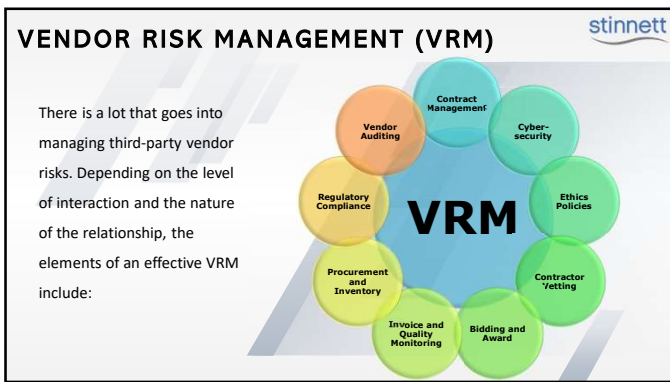 VENDOR RISK MANAGEMENT (VRM)
stinnett
There is a lot that goes into
managing third-party vendor
risks. Depending on the level
of interaction and the nature
of the relationship, the
elements of an effective VRM
include:
VRM
Contract
Management
Cyber-
security
Ethics
Policies
Contractor
Vetting
Bidding and
Award
Invoice and
Quality
Monitoring
Procurement
and
Inventory
Regulatory
Compliance
Vendor
Auditing